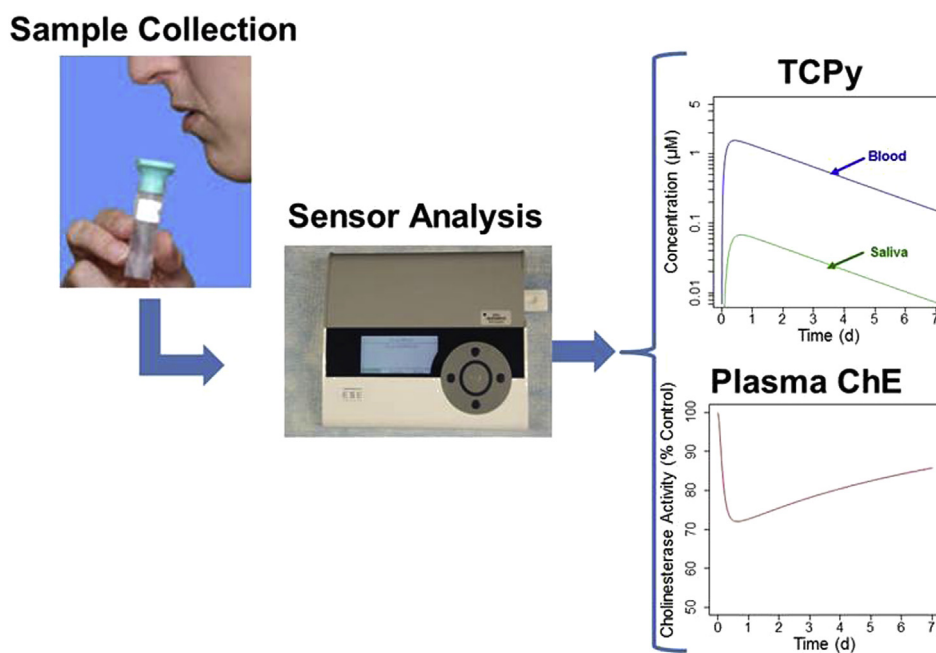 Sample Collection
Sensor Analysis
ESE
TCPy
Concentration (µM)
5
1
0.1
0.01
Blood
Saliva
0 1 2 3 4 5 6 7
Time (d)
Plasma ChE
Cholinesterase Activity (% Control)
100
90
80
70
60
50
0 1 2 3 4 5 6 7
Time (d)